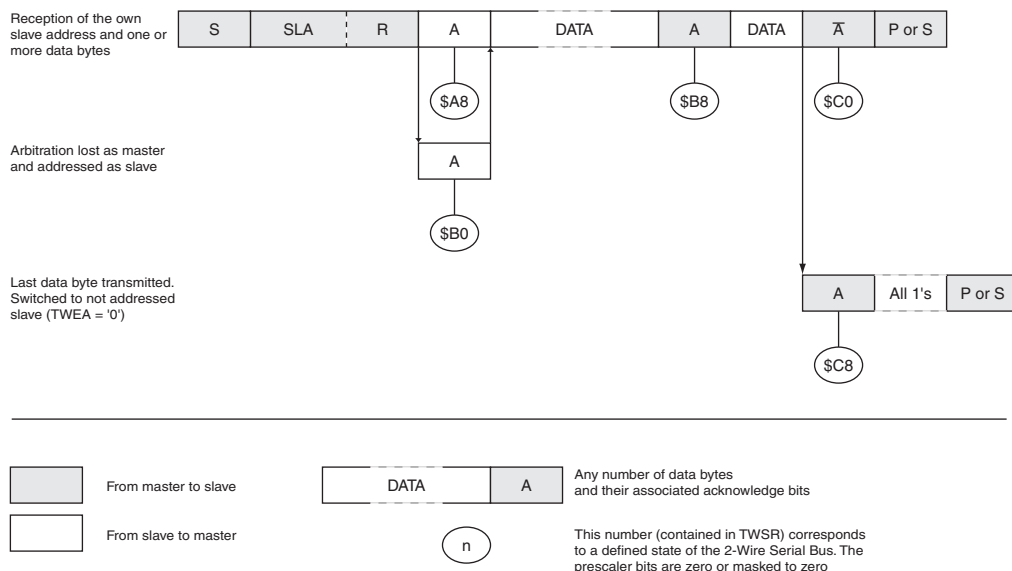 Reception of the own
slave address and one or
more data bytes
S SLA R A DATA A DATA A̅ P or S
$A8 $B8 $C0
Arbitration lost as master
and addressed as slave
A
$B0
Last data byte transmitted.
Switched to not addressed
slave (TWEA = '0')
A All 1's P or S
$C8
From master to slave
DATA A
Any number of data bytes
and their associated acknowledge bits
From slave to master
n
This number (contained in TWSR) corresponds
to a defined state of the 2-Wire Serial Bus. The
prescaler bits are zero or masked to zero